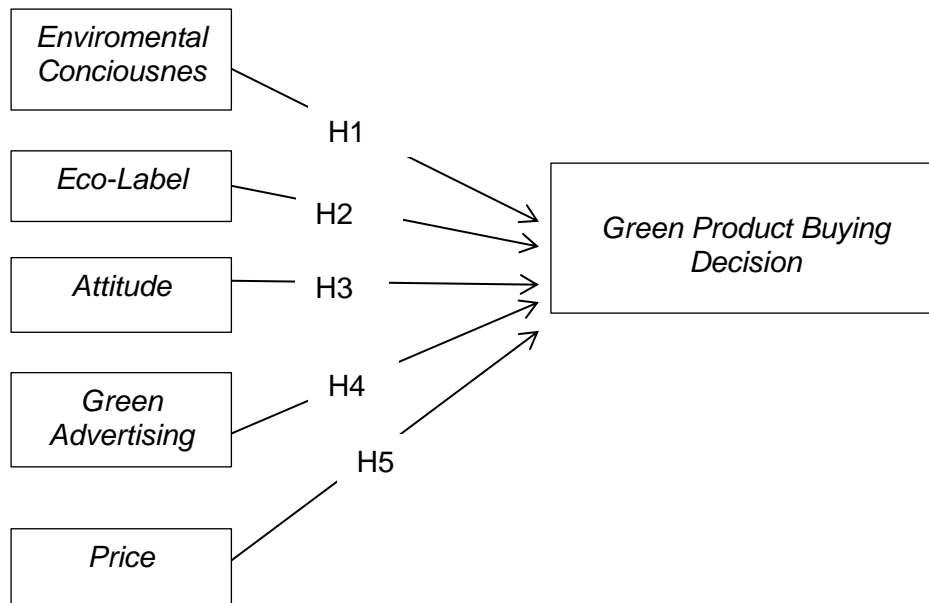 Enviromental
Conciousnes
H1
Eco-Label
H2
Green Product Buying
Decision
Attitude
H3
Green
Advertising
H4
H5
Price